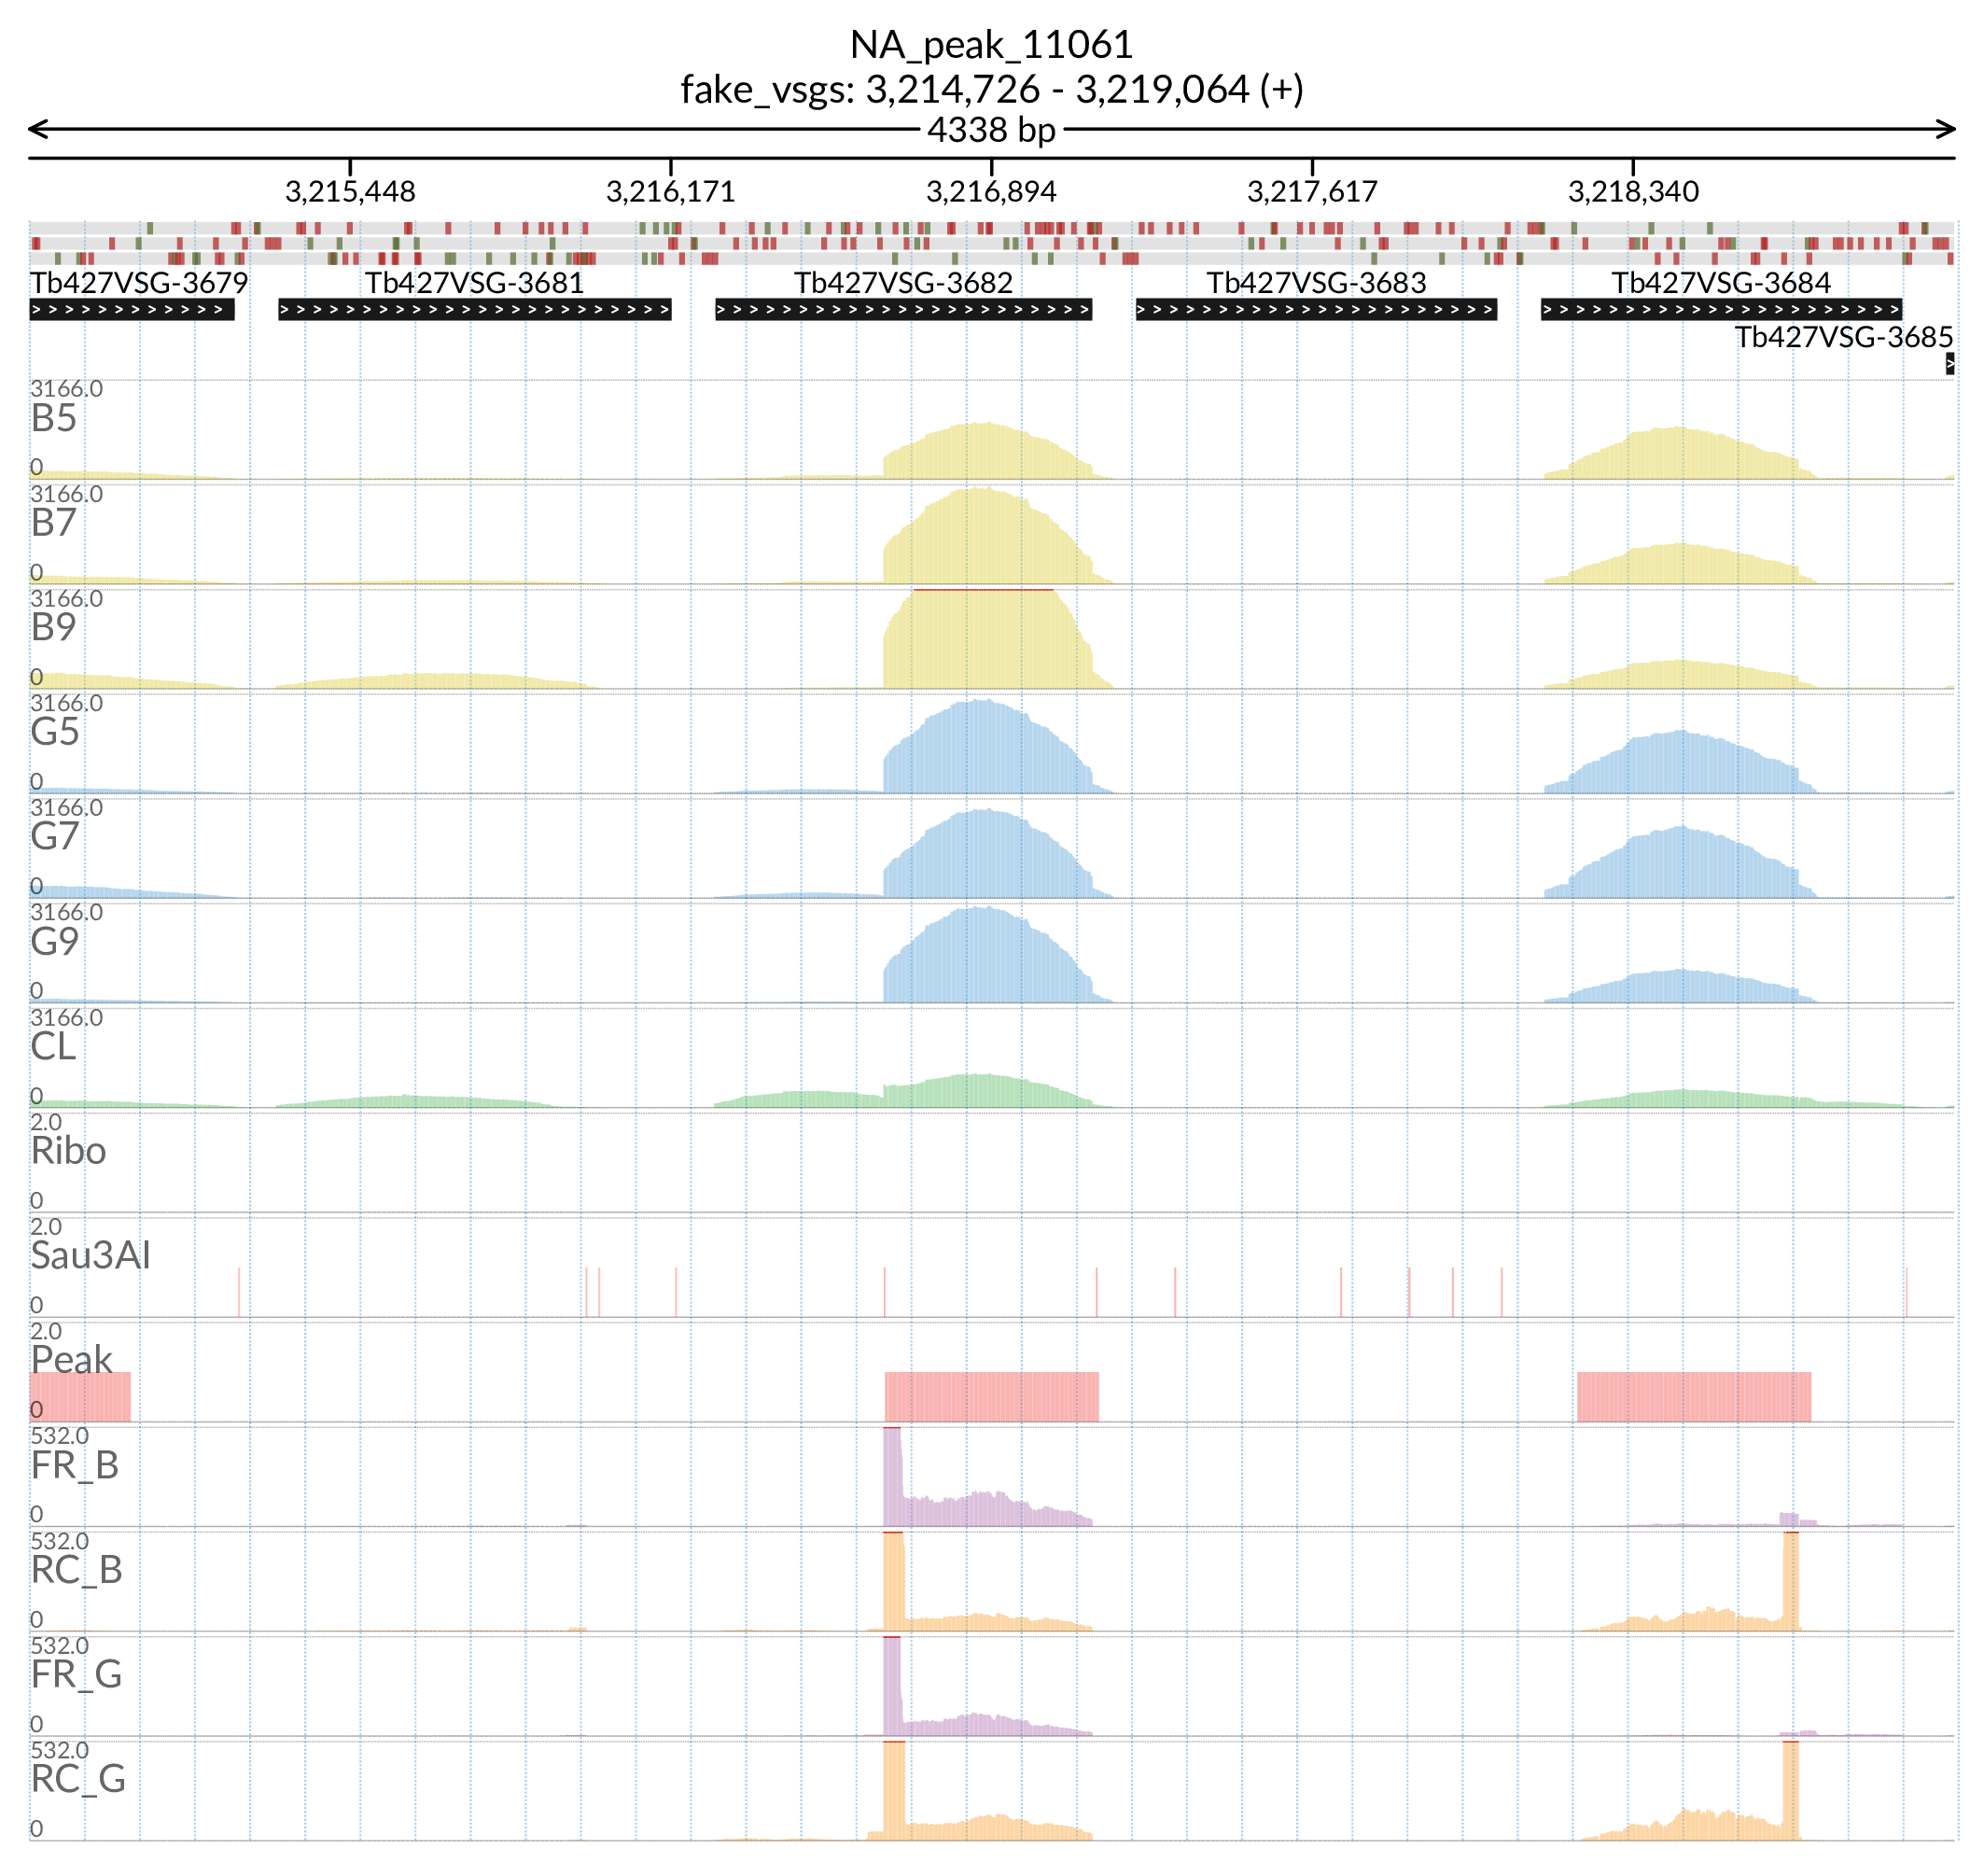 NA_peak_11061
fake_vsgs: 3,214,726 - 3,219,064 (+)
4338 bp
3,215,448 3,216,171 3,216,894 3,217,617 3,218,340
Tb427VSG-3679 Tb427VSG-3681 Tb427VSG-3682 Tb427VSG-3683 Tb427VSG-3684
Tb427VSG-3685
3166.0
B5
0
3166.0
B7
0
3166.0
B9
0
3166.0
G5
0
3166.0
G7
0
3166.0
G9
0
3166.0
CL
0
2.0
Ribo
0
2.0
Sau3AI
0
2.0
Peak
0
532.0
FR_B
0
532.0
RC_B
0
532.0
FR_G
0
532.0
RC_G
0